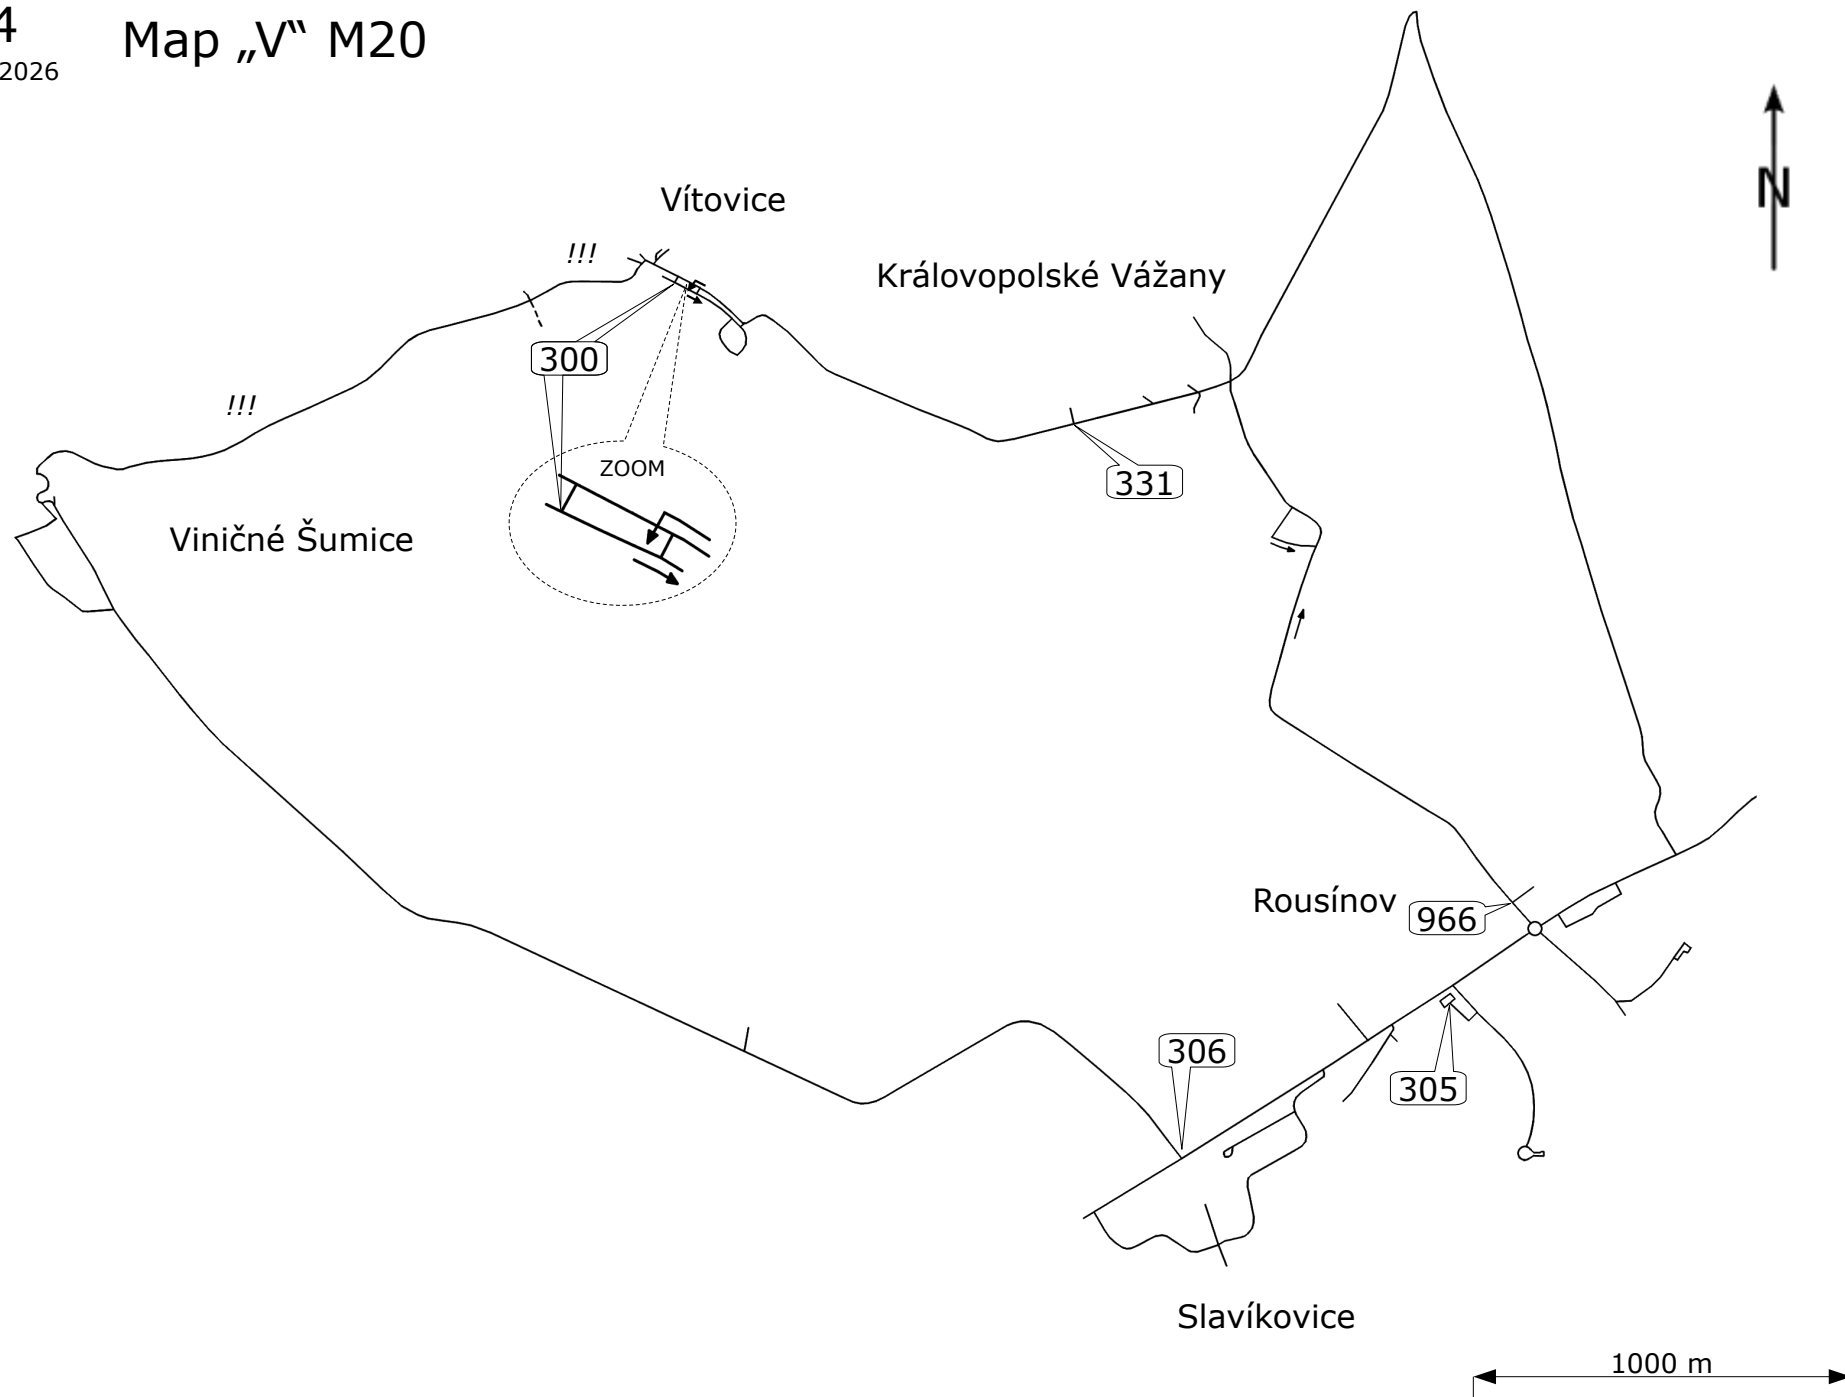 4
2026
Map „V“ M20
N
Vítovice
!!!
Královopolské Vážany
300
!!!
ZOOM
331
Viničné Šumice
Rousínov
966
306
305
Slavíkovice
1000 m